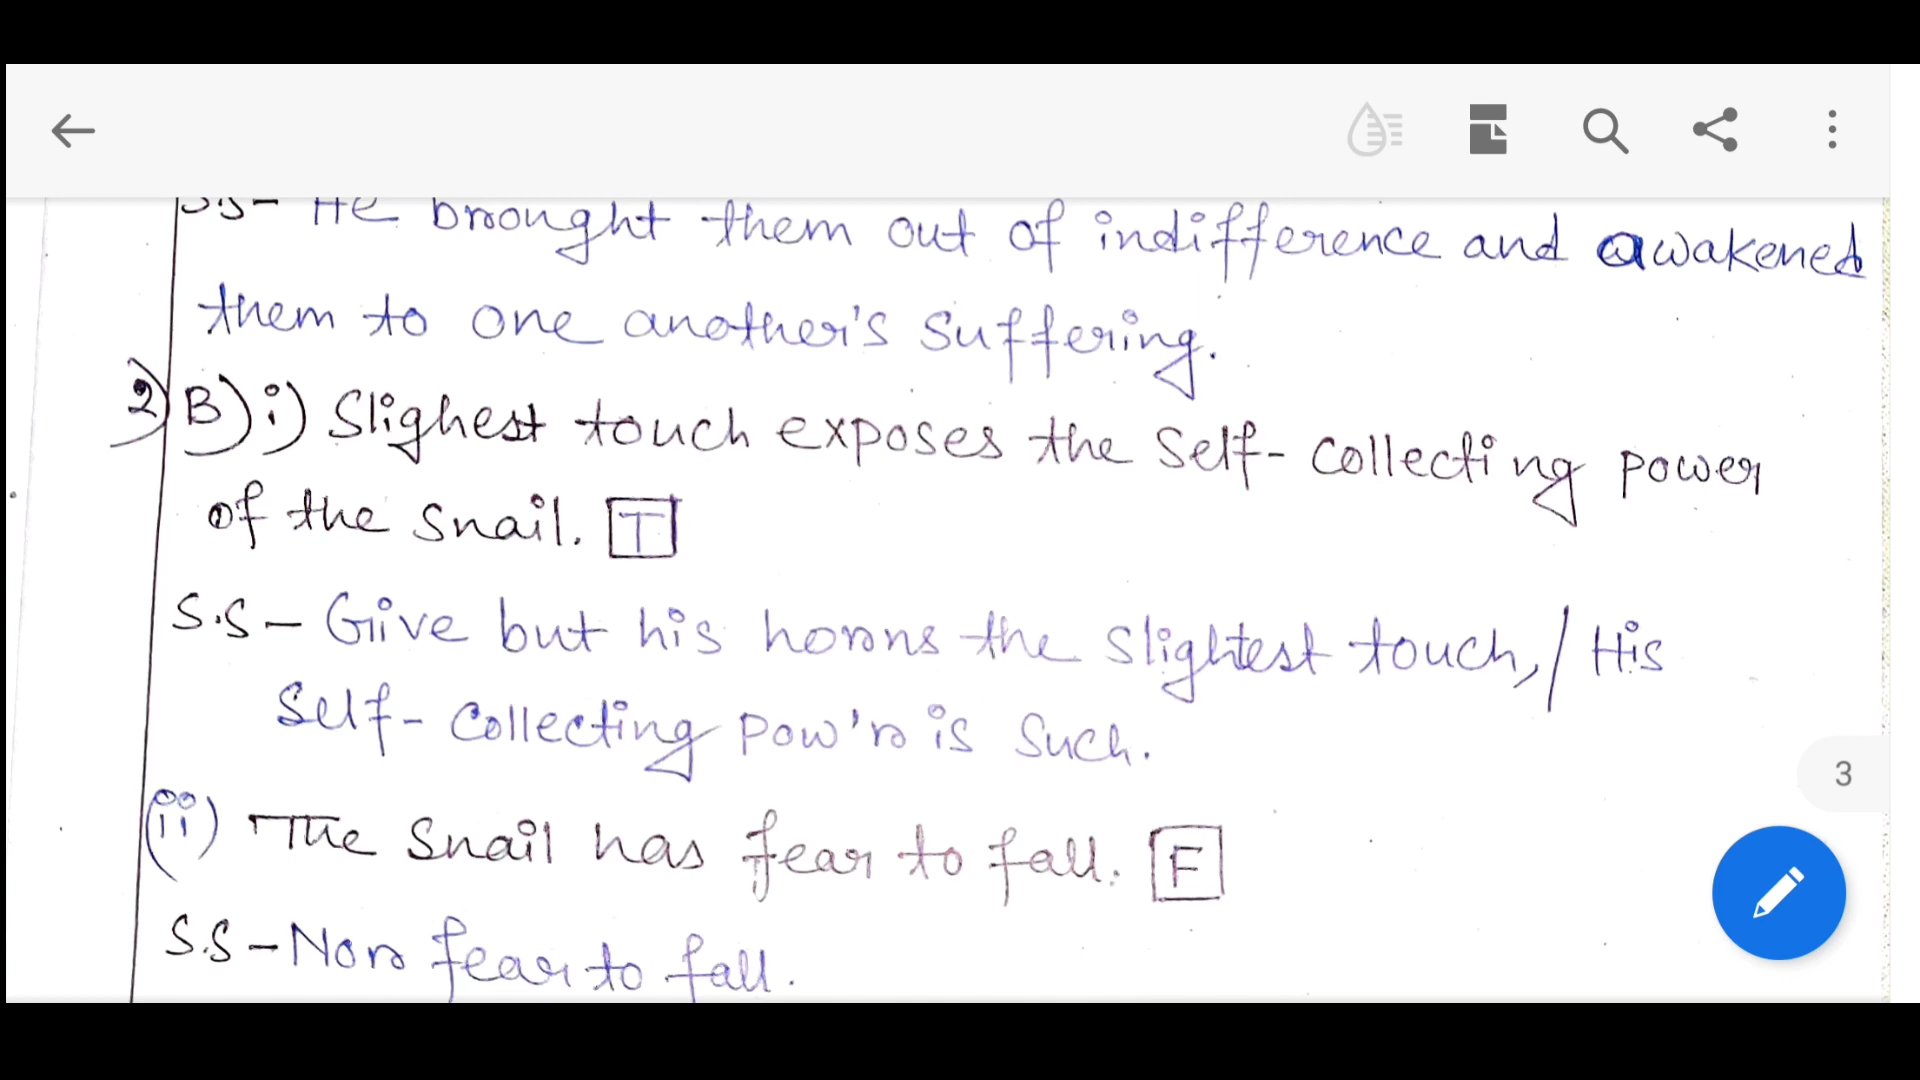 S.S- He brought them out of indifference and awakened
them to one another's suffering.
2) B) i) Slighest touch exposes the Self-Collecting power
of the snail. T
S.S - Give but his horns the slightest touch, / His
Self-Collecting pow'r is such.
(ii) The Snail has fear to fall. F
S.S - Nor fear to fall.
3